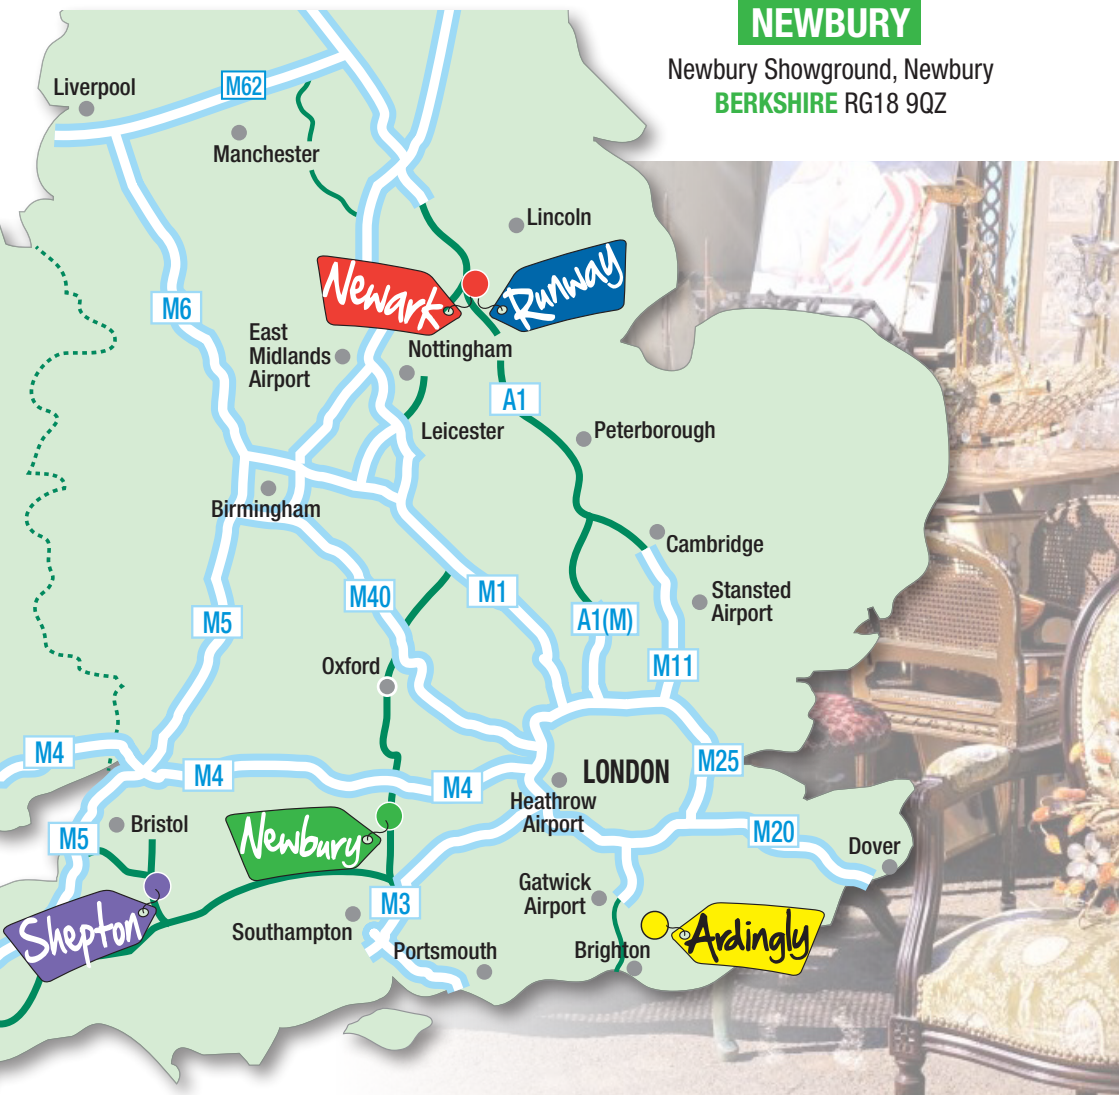 NEWBURY
Newbury Showground, Newbury
BERKSHIRE RG18 9QZ
Liverpool
M62
Manchester
Lincoln
Newark
Runway
M6
East
Midlands
Airport
Nottingham
A1
Leicester
Peterborough
Birmingham
Cambridge
M40
M1
Stansted
Airport
M5
A1(M)
Oxford
M11
M4
M4
M4
LONDON
M25
Heathrow
Airport
M5
Bristol
Newbury
M20
Dover
Shepton
M3
Gatwick
Airport
Southampton
Portsmouth
Brighton
Ardingly